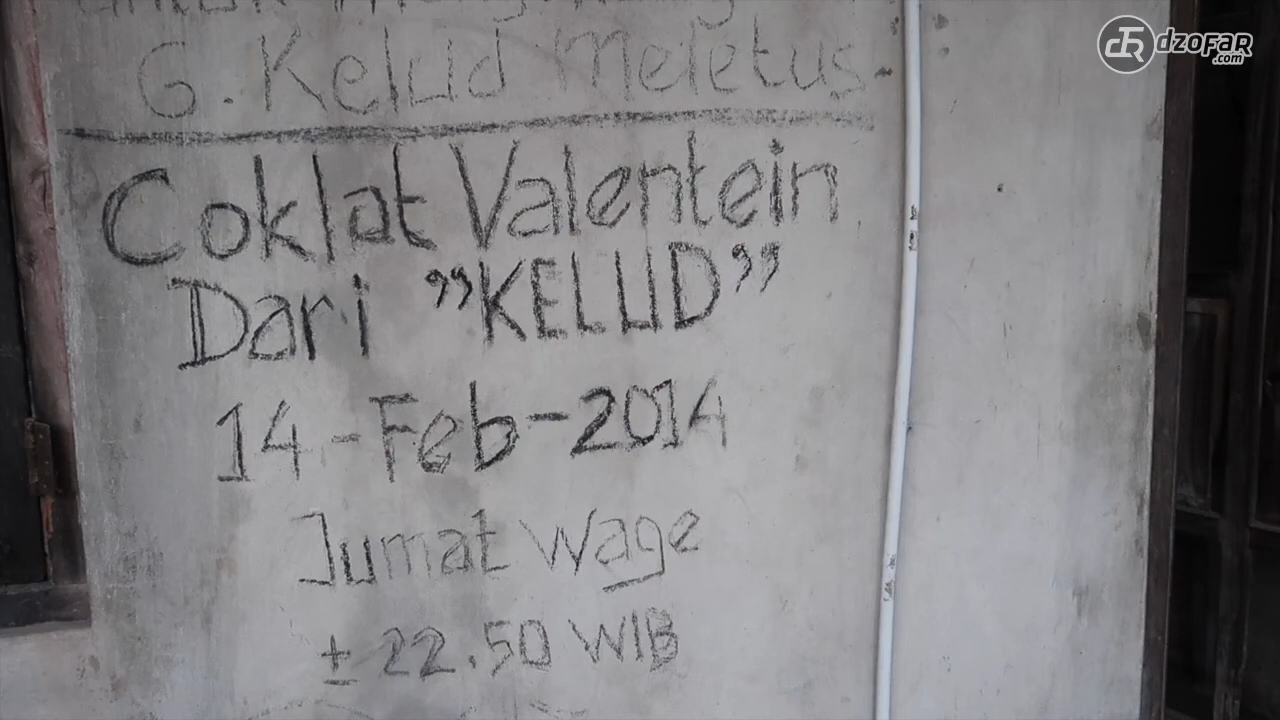 G. Kelud Meletus
Coklat Valentein
Dari "KELUD"
14-Feb-2014
Jumat Wage
± 22.50 WIB
DZOFAR
.com